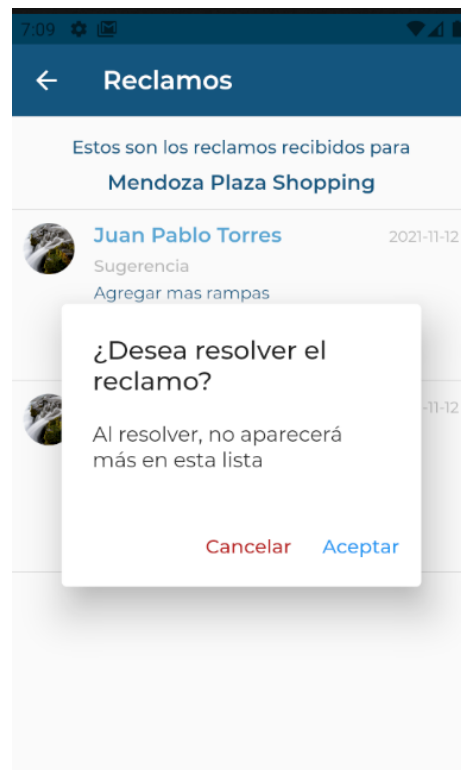 7:09
Reclamos
Estos son los reclamos recibidos para
Mendoza Plaza Shopping
Juan Pablo Torres 2021-11-12
Sugerencia
Agregar mas rampas
¿Desea resolver el
reclamo?
-11-12
Al resolver, no aparecerá
más en esta lista
Cancelar Aceptar